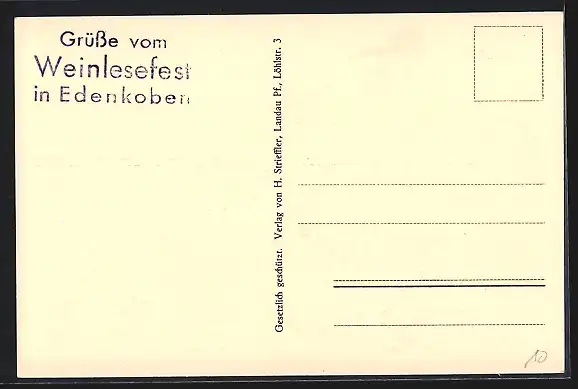 Grüße vom
Weinlesefest
in Edenkoben
Gesetzlich geschützt. Verlag von H. Strieffler, Landau Pf., Löhlstr. 3
10